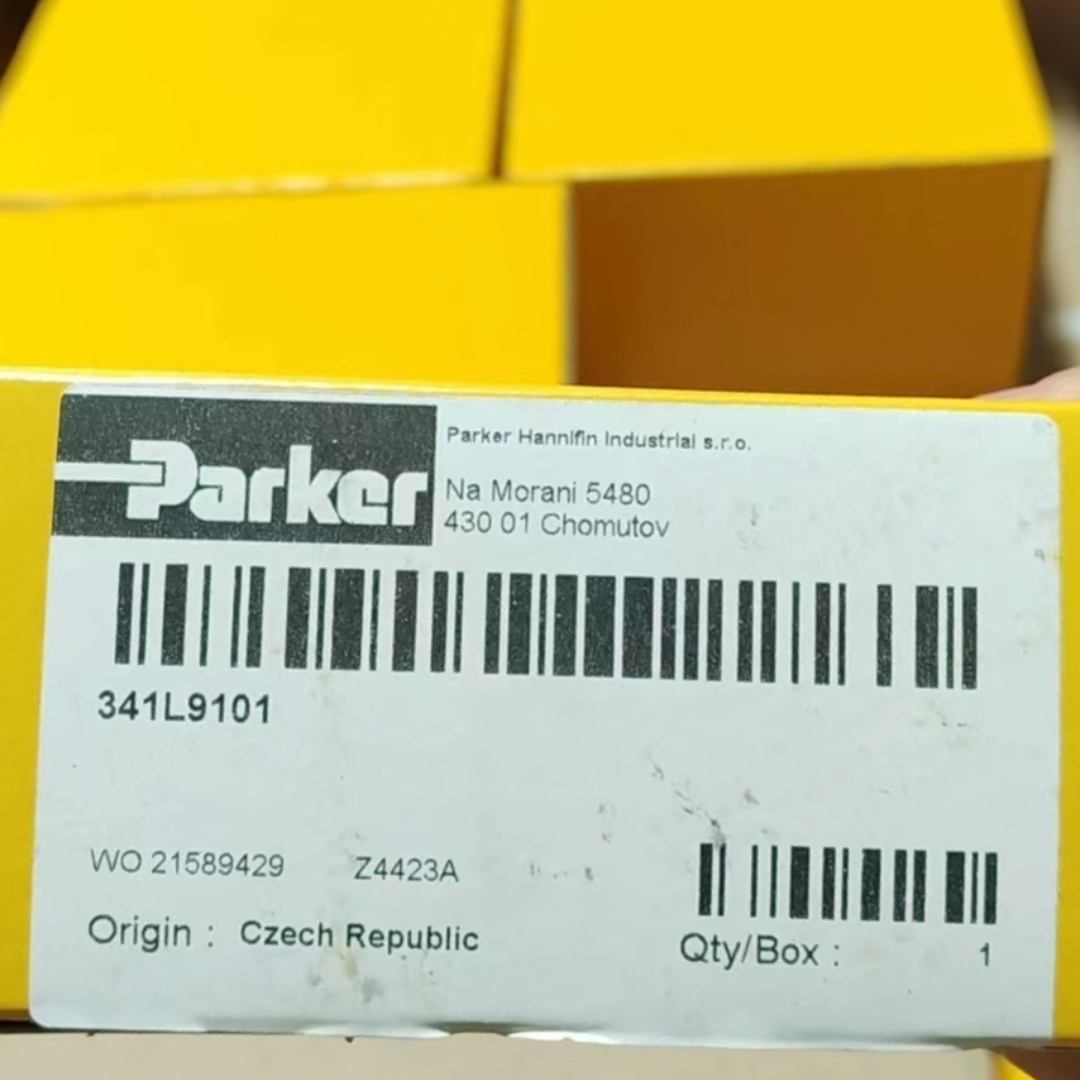 Parker
Parker Hannifin Industrial s.r.o.
Na Morani 5480
430 01 Chomutov
341L9101
WO 21589429 Z4423A
Origin : Czech Republic
Qty/Box : 1